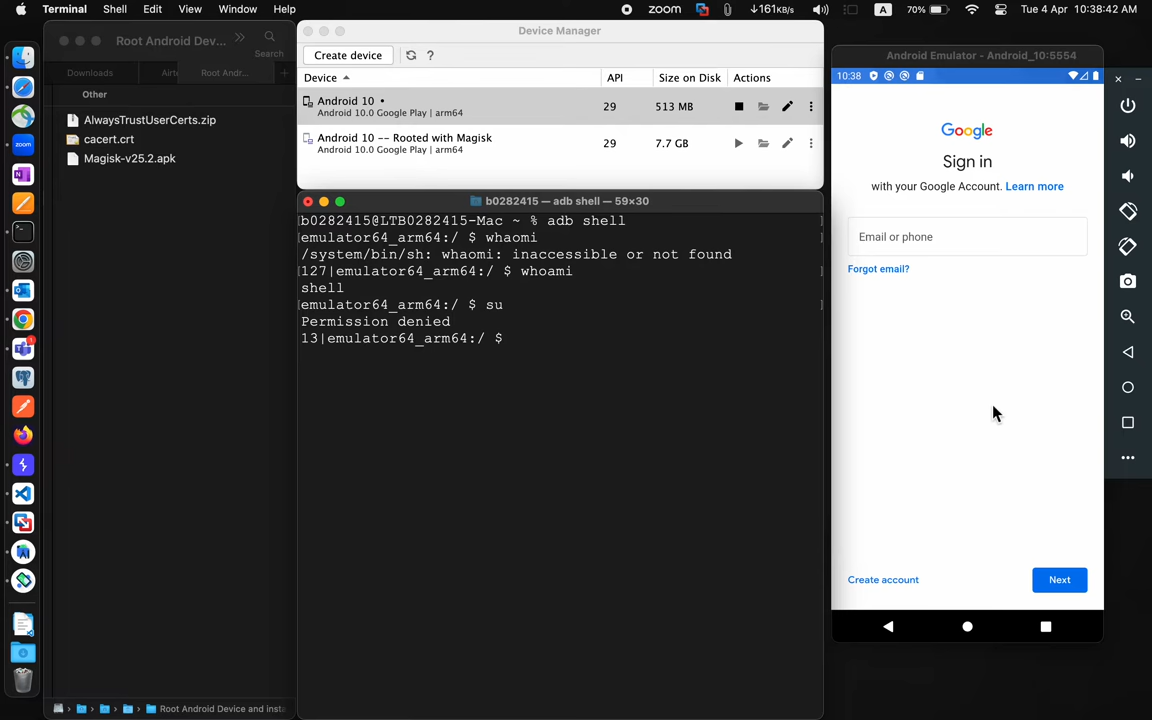 Terminal Shell Edit View Window Help
zoom ↓161KB/s A 70% Tue 4 Apr 10:38:42 AM
Root Android Dev...
Search
Downloads Airte Root Andr...
Other
AlwaysTrustUserCerts.zip
cacert.crt
Magisk-v25.2.apk
Root Android Device and insta
Device Manager
Create device ?
Device API Size on Disk Actions
Android 10 29 513 MB
Android 10.0 Google Play | arm64
Android 10 -- Rooted with Magisk 29 7.7 GB
Android 10.0 Google Play | arm64
b0282415 — adb shell — 59×30
[b0282415@LTB0282415-Mac ~ % adb shell ]
[emulator64_arm64:/ $ whaomi ]
/system/bin/sh: whaomi: inaccessible or not found
[127|emulator64_arm64:/ $ whoami ]
shell
[emulator64_arm64:/ $ su ]
Permission denied
13|emulator64_arm64:/ $
Android Emulator - Android_10:5554
10:38
Google
Sign in
with your Google Account. Learn more
Email or phone
Forgot email?
Create account Next
zoom
1